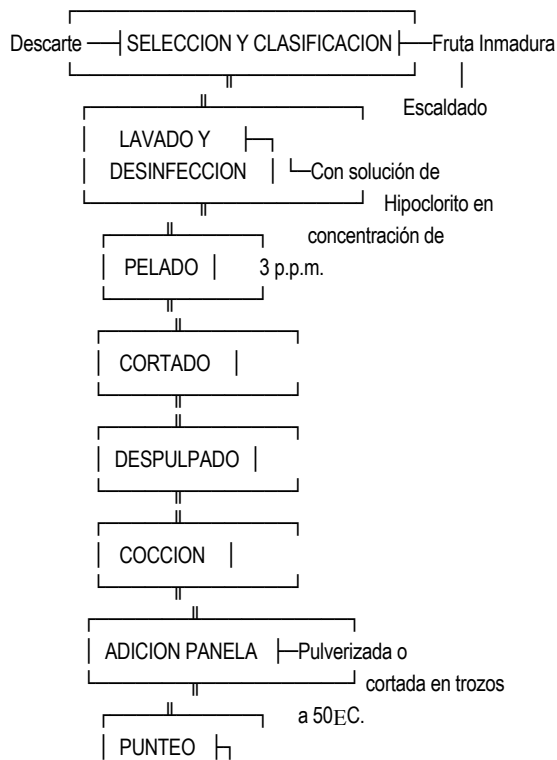 Descarte SELECCION Y CLASIFICACION Fruta Inmadura
Escaldado
LAVADO Y
DESINFECCION Con solución de
Hipoclorito en
concentración de
PELADO 3 p.p.m.
CORTADO
DESPULPADO
COCCION
ADICION PANELA Pulverizada o
cortada en trozos
a 50EC.
PUNTEO